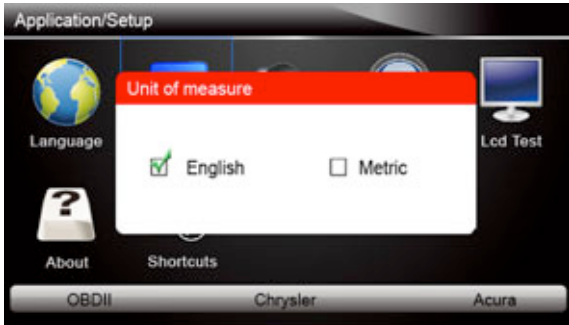 Application/Setup
Unit of measure
Language
Lcd Test
English
Metric
?
About
Shortcuts
OBDII
Chrysler
Acura